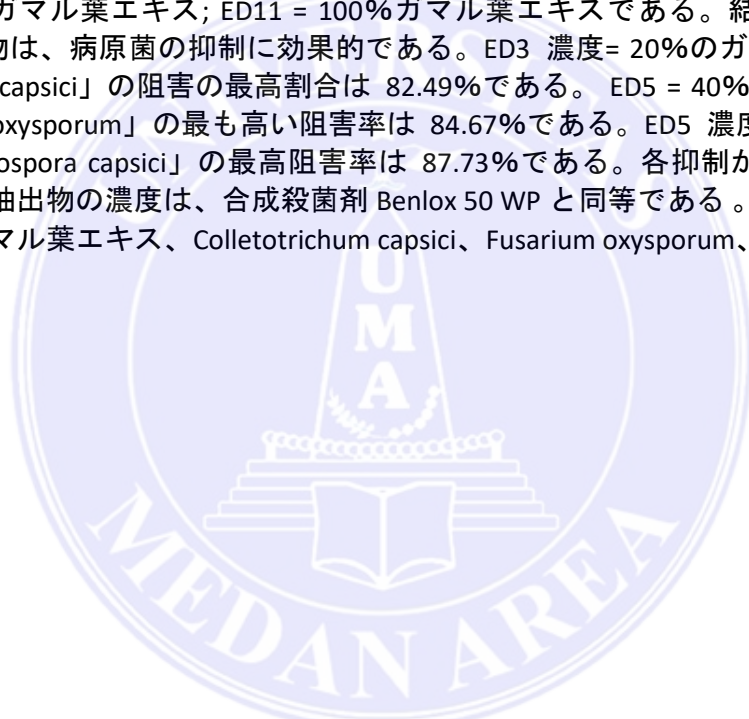 ガマル葉エキス; ED11 = 100%ガマル葉エキスである。結
物は、病原菌の抑制に効果的である。ED3 濃度= 20%のガ
capsici」の阻害の最高割合は 82.49%である。 ED5 = 40%
oxysporum」の最も高い阻害率は 84.67%である。ED5 濃度
ospora capsici」の最高阻害率は 87.73%である。各抑制か
抽出物の濃度は、合成殺菌剤 Benlox 50 WP と同等である 。
マル葉エキス、Colletotrichum capsici、Fusarium oxysporum、
UNIVERSITAS
UMA
MEDAN AREA